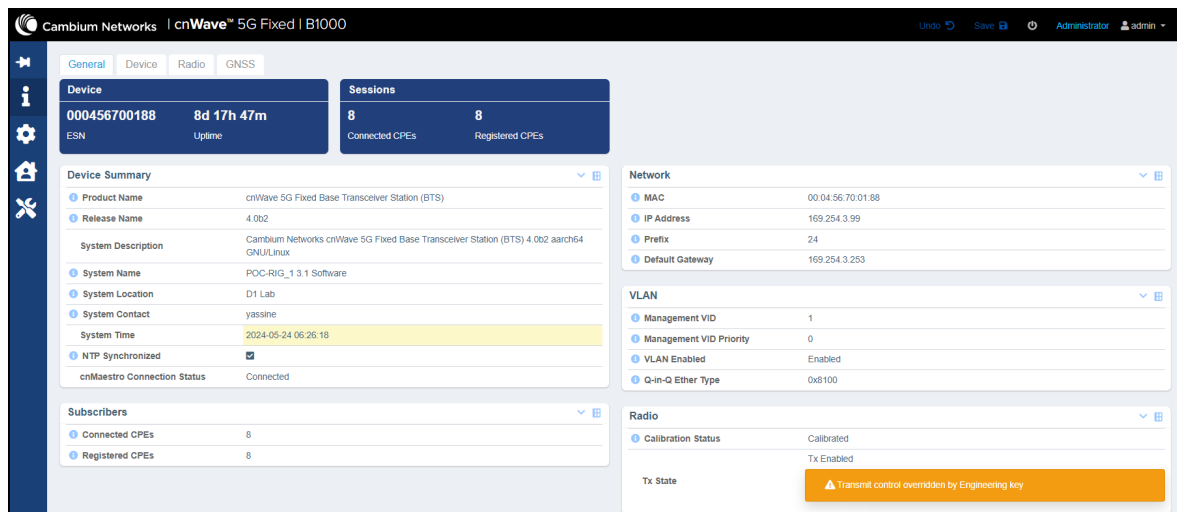 Cambium Networks | cnWave™ 5G Fixed | B1000
Undo Save Administrator admin
General Device Radio GNSS
Device
000456700188 8d 17h 47m
ESN Uptime
Sessions
8 8
Connected CPEs Registered CPEs
Device Summary
Product Name cnWave 5G Fixed Base Transceiver Station (BTS)
Release Name 4.0b2
System Description Cambium Networks cnWave 5G Fixed Base Transceiver Station (BTS) 4.0b2 aarch64
GNU/Linux
System Name POC-RIG_1 3.1 Software
System Location D1 Lab
System Contact yassine
System Time 2024-05-24 06:26:18
NTP Synchronized
cnMaestro Connection Status Connected
Subscribers
Connected CPEs 8
Registered CPEs 8
Network
MAC 00:04:56:70:01:88
IP Address 169.254.3.99
Prefix 24
Default Gateway 169.254.3.253
VLAN
Management VID 1
Management VID Priority 0
VLAN Enabled Enabled
Q-in-Q Ether Type 0x8100
Radio
Calibration Status Calibrated
Tx State Tx Enabled
Transmit control overridden by Engineering key